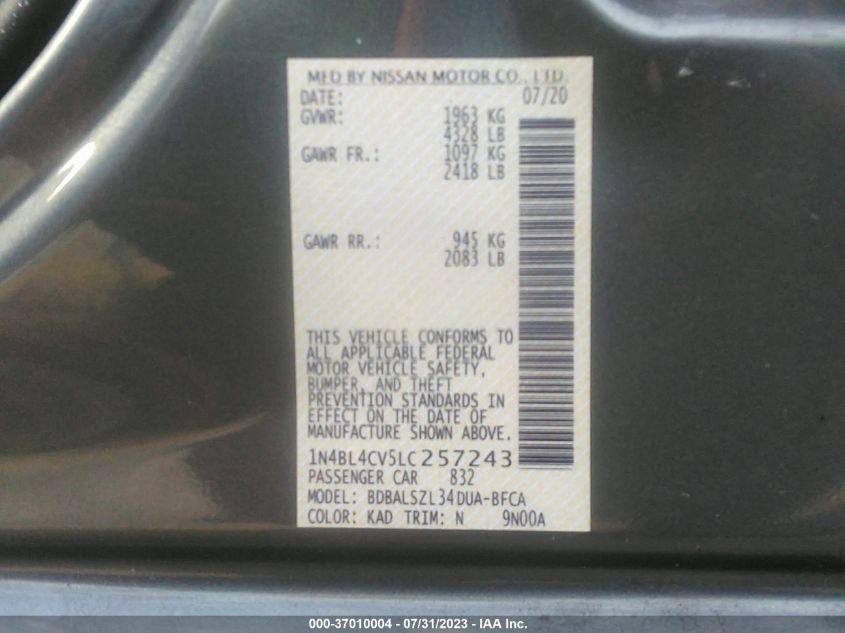 MFD BY NISSAN MOTOR CO., LTD.
DATE: 07/20
GVWR: 1963 KG
4328 LB
GAWR FR.: 1097 KG
2418 LB
GAWR RR.: 945 KG
2083 LB
THIS VEHICLE CONFORMS TO
ALL APPLICABLE FEDERAL
MOTOR VEHICLE SAFETY,
BUMPER, AND THEFT
PREVENTION STANDARDS IN
EFFECT ON THE DATE OF
MANUFACTURE SHOWN ABOVE.
1N4BL4CV5LC257243
PASSENGER CAR 832
MODEL: BDBALSZL34DUA-BFCA
COLOR: KAD TRIM: N 9N00A
000-37010004 - 07/31/2023 - IAA Inc.